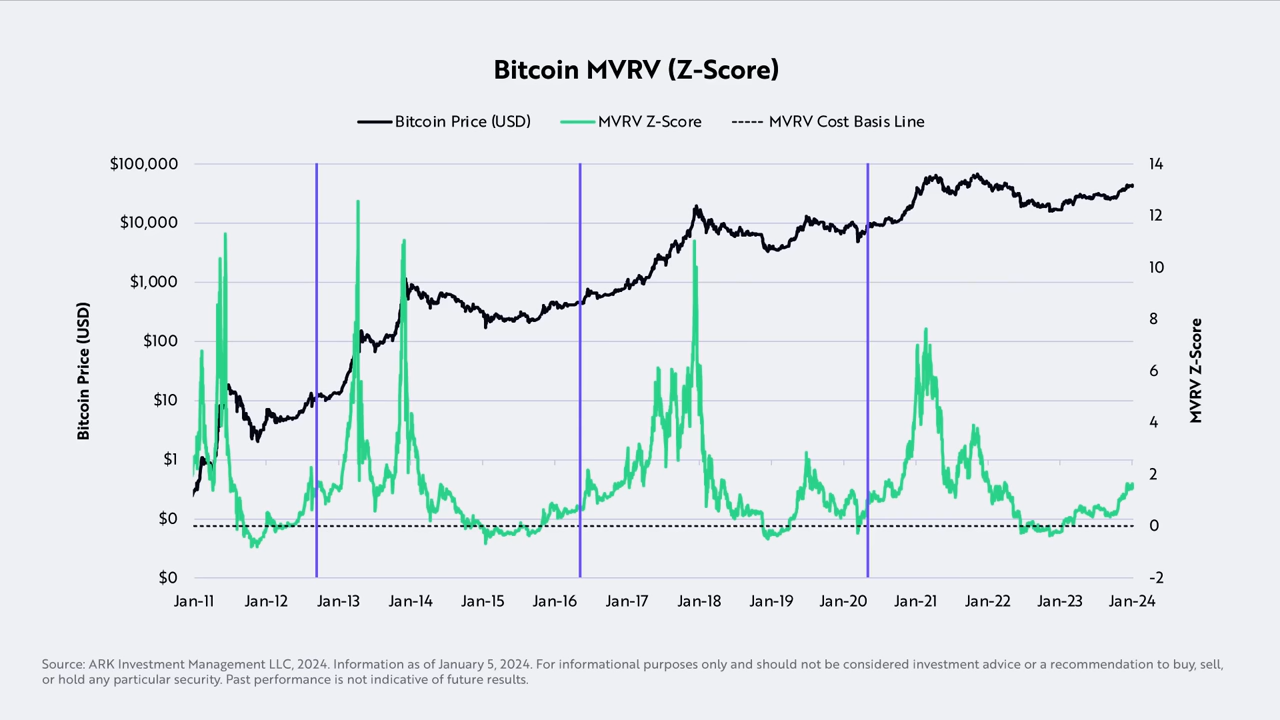 Bitcoin MVRV (Z-Score)
Bitcoin Price (USD) MVRV Z-Score MVRV Cost Basis Line
$100,000 14
$10,000 12
$1,000 10
$100 8
$10 6
$1 4
$0 2
$0 0
-2
Bitcoin Price (USD)
MVRV Z-Score
Jan-11 Jan-12 Jan-13 Jan-14 Jan-15 Jan-16 Jan-17 Jan-18 Jan-19 Jan-20 Jan-21 Jan-22 Jan-23 Jan-24
Source: ARK Investment Management LLC, 2024. Information as of January 5, 2024. For informational purposes only and should not be considered investment advice or a recommendation to buy, sell,
or hold any particular security. Past performance is not indicative of future results.